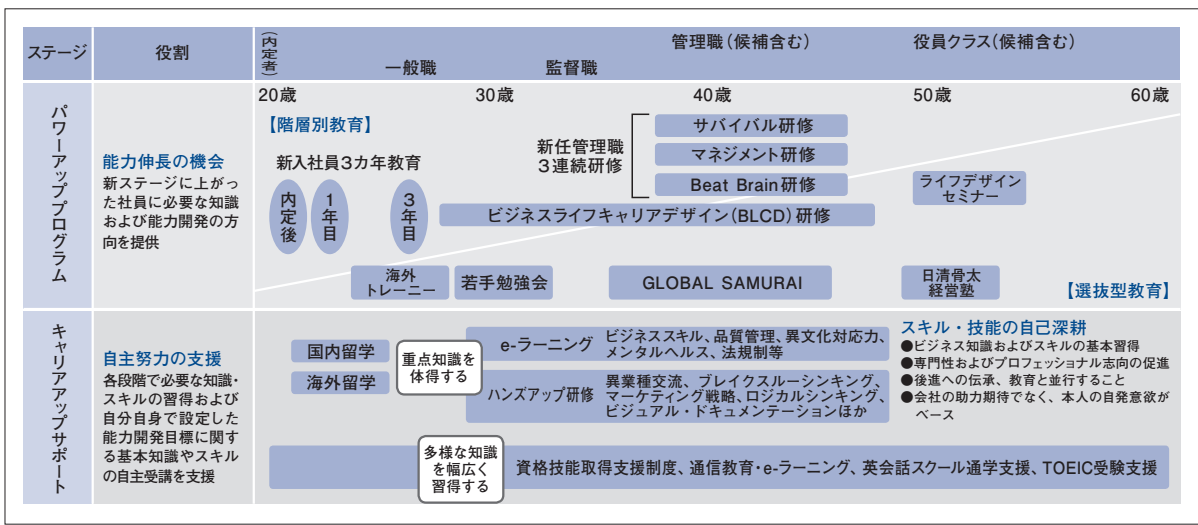 ステージ
役割
(内定者)
一般職
監督職
管理職(候補含む)
役員クラス(候補含む)
パワーアッププログラム
能力伸長の機会
新ステージに上がっ
た社員に必要な知識
および能力開発の方
向を提供
20歳
30歳
40歳
50歳
60歳
【階層別教育】
新入社員3カ年教育
内定後
1年目
3年目
新任管理職
3連続研修
サバイバル研修
マネジメント研修
Beat Brain研修
ビジネスライフキャリアデザイン(BLCD)研修
ライフデザイン
セミナー
海外
トレーニー
若手勉強会
GLOBAL SAMURAI
日清骨太
経営塾
【選抜型教育】
キャリアアップサポート
自主努力の支援
各段階で必要な知識・
スキルの習得および
自分自身で設定した
能力開発目標に関す
る基本知識やスキル
の自主受講を支援
国内留学
海外留学
重点知識を
体得する
e-ラーニング
ビジネススキル、品質管理、異文化対応力、
メンタルヘルス、法規制等
ハンズアップ研修
異業種交流、ブレイクスルーシンキング、
マーケティング戦略、ロジカルシンキング、
ビジュアル・ドキュメンテーションほか
スキル・技能の自己深耕
●ビジネス知識およびスキルの基本習得
●専門性およびプロフェッショナル志向の促進
●後進への伝承、教育と並行すること
●会社の助力期待でなく、本人の自発意欲が
ベース
多様な知識
を幅広く
習得する
資格技能取得支援制度、通信教育・e-ラーニング、英会話スクール通学支援、TOEIC受験支援